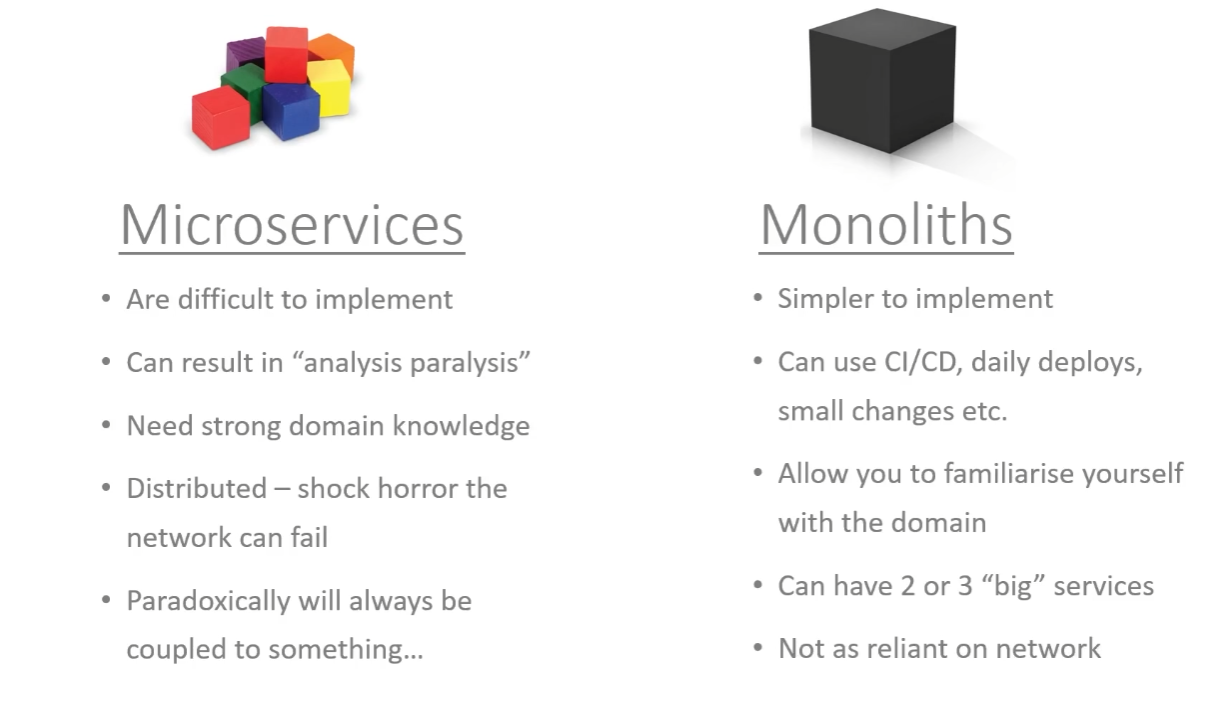 Microservices
• Are difficult to implement
• Can result in “analysis paralysis”
• Need strong domain knowledge
• Distributed – shock horror the
network can fail
• Paradoxically will always be
coupled to something...
Monoliths
• Simpler to implement
• Can use CI/CD, daily deploys,
small changes etc.
• Allow you to familiarise yourself
with the domain
• Can have 2 or 3 “big” services
• Not as reliant on network